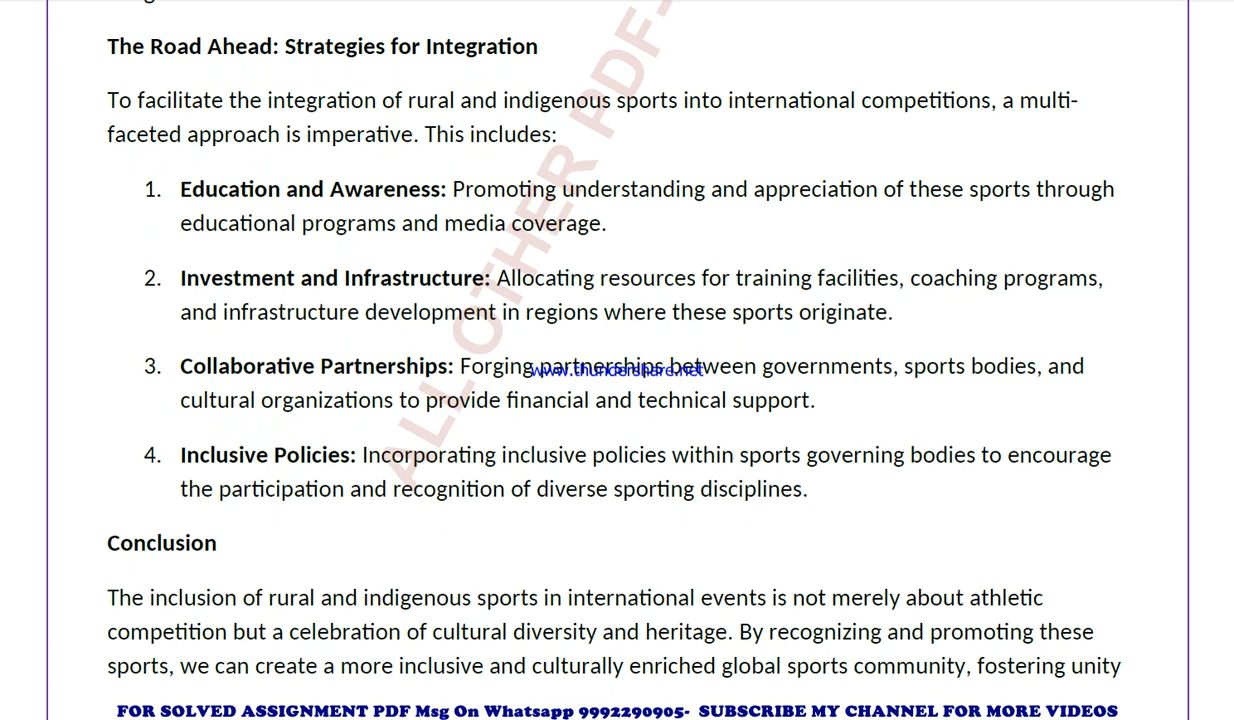 The Road Ahead: Strategies for Integration
To facilitate the integration of rural and indigenous sports into international competitions, a multi-
faceted approach is imperative. This includes:
1. Education and Awareness: Promoting understanding and appreciation of these sports through
educational programs and media coverage.
2. Investment and Infrastructure: Allocating resources for training facilities, coaching programs,
and infrastructure development in regions where these sports originate.
3. Collaborative Partnerships: Forging partnerships between governments, sports bodies, and
www.thundershare.net
cultural organizations to provide financial and technical support.
4. Inclusive Policies: Incorporating inclusive policies within sports governing bodies to encourage
the participation and recognition of diverse sporting disciplines.
Conclusion
The inclusion of rural and indigenous sports in international events is not merely about athletic
competition but a celebration of cultural diversity and heritage. By recognizing and promoting these
sports, we can create a more inclusive and culturally enriched global sports community, fostering unity
ALL OTHER PDF-
FOR SOLVED ASSIGNMENT PDF Msg On Whatsapp 9992290905- SUBSCRIBE MY CHANNEL FOR MORE VIDEOS